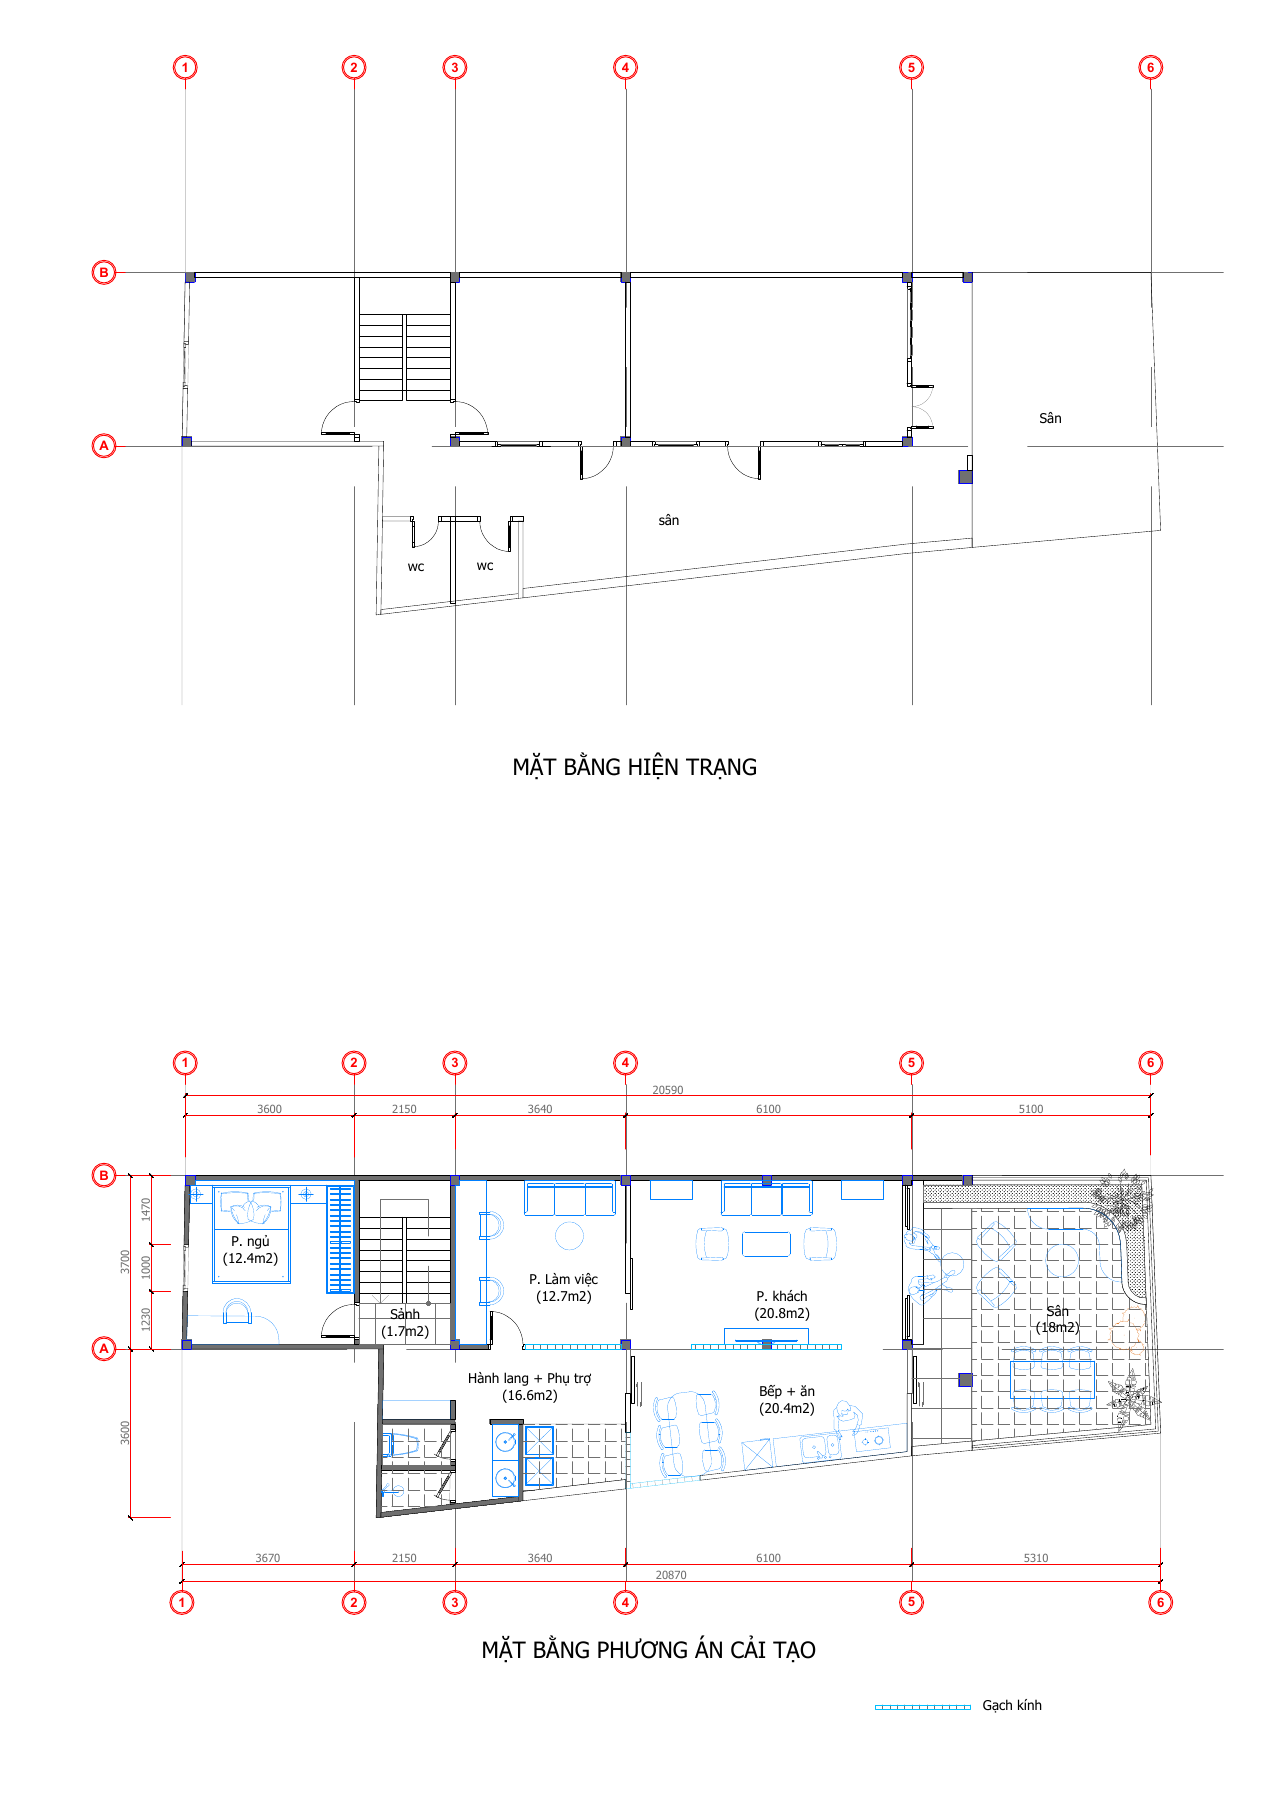 1 2 3 4 5 6
B
A
Sân
sân
wc wc
MẶT BẰNG HIỆN TRẠNG
1 2 3 4 5 6
20590
3600 2150 3640 6100 5100
B
1470
3700
1000
1230
A
3600
P. ngủ
(12.4m2)
Sảnh
(1.7m2)
P. Làm việc
(12.7m2)
P. khách
(20.8m2)
Sân
(18m2)
Hành lang + Phụ trợ
(16.6m2)
Bếp + ăn
(20.4m2)
3670 2150 3640 6100 5310
20870
1 2 3 4 5 6
MẶT BẰNG PHƯƠNG ÁN CẢI TẠO
Gạch kính